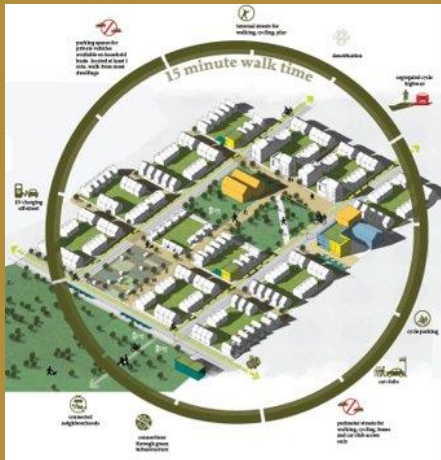 parking spaces for
private vehicles
available on household
basis located at least 5
min. walk from most
dwellings
internal streets for
walking, cycling, play
densification
segregated cycle
highway
15 minute walk time
EV charging
off-street
cycle parking
car clubs
connected
neighbourhoods
connections
through green
infrastructure
perimeter streets for
walking, cycling, buses
and car club access
only